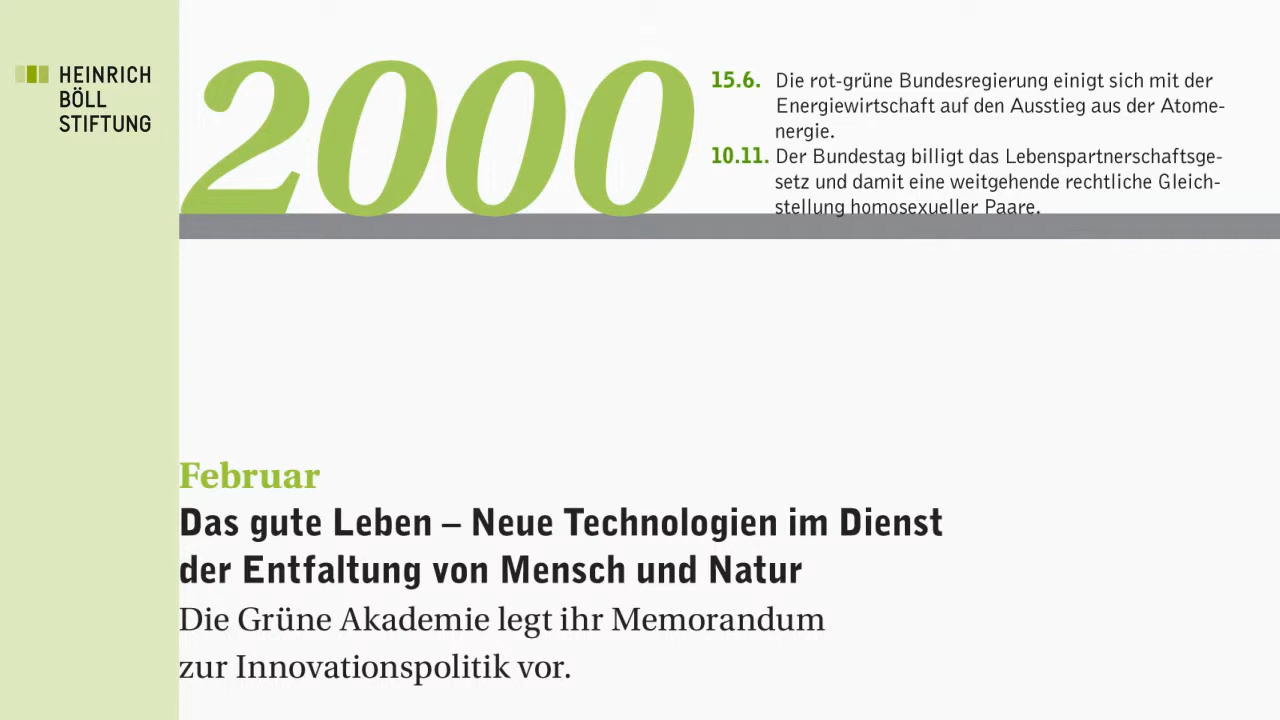 HEINRICH
BÖLL
STIFTUNG
2000
15.6. Die rot-grüne Bundesregierung einigt sich mit der
Energiewirtschaft auf den Ausstieg aus der Atome-
nergie.
10.11. Der Bundestag billigt das Lebenspartnerschaftsge-
setz und damit eine weitgehende rechtliche Gleich-
stellung homosexueller Paare.
Februar
Das gute Leben – Neue Technologien im Dienst
der Entfaltung von Mensch und Natur
Die Grüne Akademie legt ihr Memorandum
zur Innovationspolitik vor.